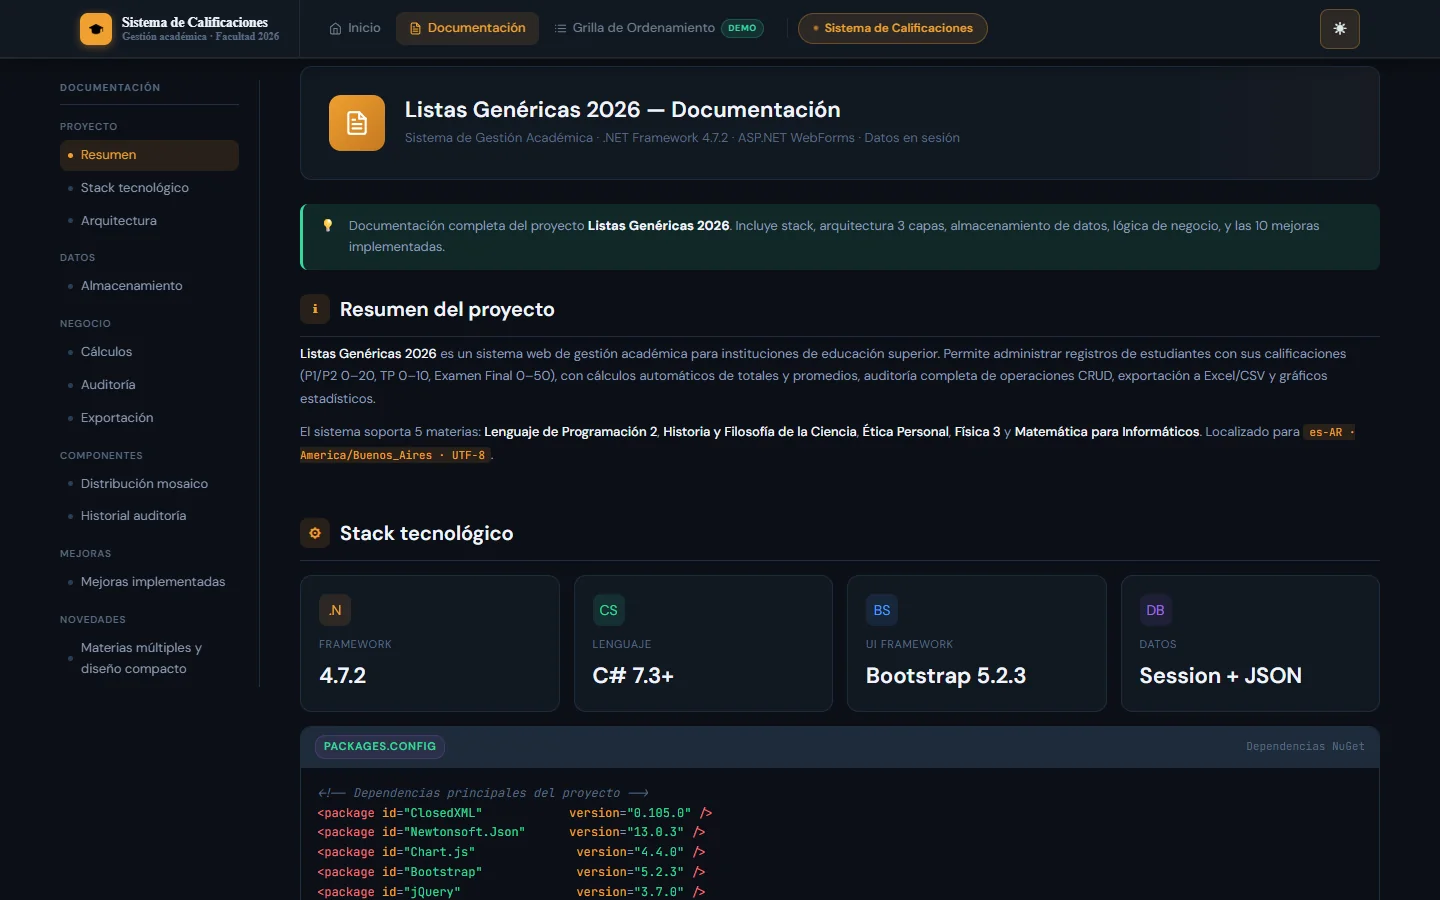 Sistema de Calificaciones
Gestión académica · Facultad 2026
Inicio
Documentación
Grilla de Ordenamiento DEMO
Sistema de Calificaciones
DOCUMENTACIÓN
PROYECTO
Resumen
Stack tecnológico
Arquitectura
DATOS
Almacenamiento
NEGOCIO
Cálculos
Auditoría
Exportación
COMPONENTES
Distribución mosaico
Historial auditoría
MEJORAS
Mejoras implementadas
NOVEDADES
Materias múltiples y
diseño compacto
Listas Genéricas 2026 — Documentación
Sistema de Gestión Académica · .NET Framework 4.7.2 · ASP.NET WebForms · Datos en sesión
Documentación completa del proyecto Listas Genéricas 2026. Incluye stack, arquitectura 3 capas, almacenamiento de datos, lógica de negocio, y las 10 mejoras
implementadas.
Resumen del proyecto
Listas Genéricas 2026 es un sistema web de gestión académica para instituciones de educación superior. Permite administrar registros de estudiantes con sus calificaciones
(P1/P2 0–20, TP 0–10, Examen Final 0–50), con cálculos automáticos de totales y promedios, auditoría completa de operaciones CRUD, exportación a Excel/CSV y gráficos
estadísticos.
El sistema soporta 5 materias: Lenguaje de Programación 2, Historia y Filosofía de la Ciencia, Ética Personal, Física 3 y Matemática para Informáticos. Localizado para es-AR ·
America/Buenos_Aires · UTF-8 .
Stack tecnológico
.N
FRAMEWORK
4.7.2
CS
LENGUAJE
C# 7.3+
BS
UI FRAMEWORK
Bootstrap 5.2.3
DB
DATOS
Session + JSON
PACKAGES.CONFIG
Dependencias NuGet
<!-- Dependencias principales del proyecto -->
<package id="ClosedXML" version="0.105.0" />
<package id="Newtonsoft.Json" version="13.0.3" />
<package id="Chart.js" version="4.4.0" />
<package id="Bootstrap" version="5.2.3" />
<package id="jQuery" version="3.7.0" />